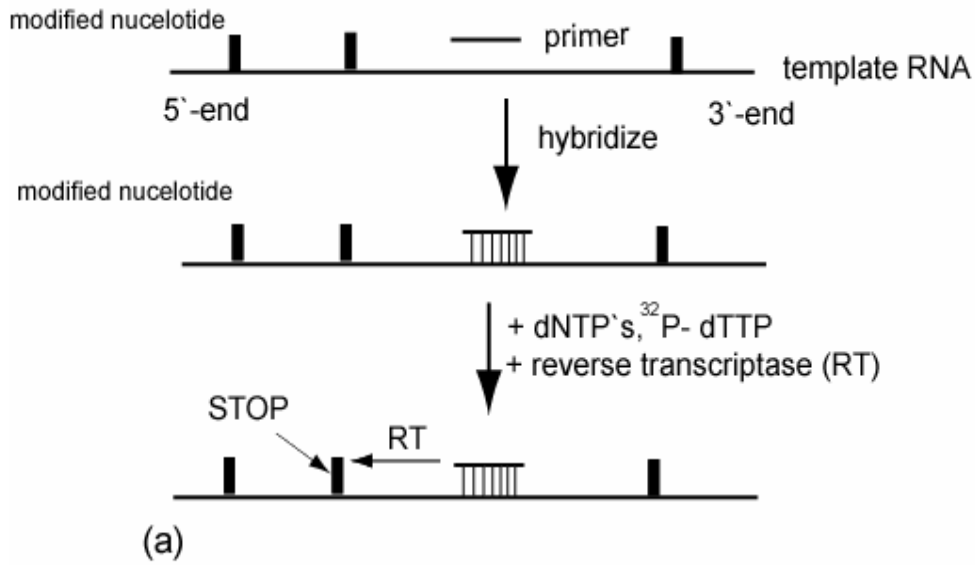 modified nucelotide
primer
template RNA
5`-end
3`-end
hybridize
modified nucelotide
+ dNTP`s,32P- dTTP
+ reverse transcriptase (RT)
STOP
RT
(a)